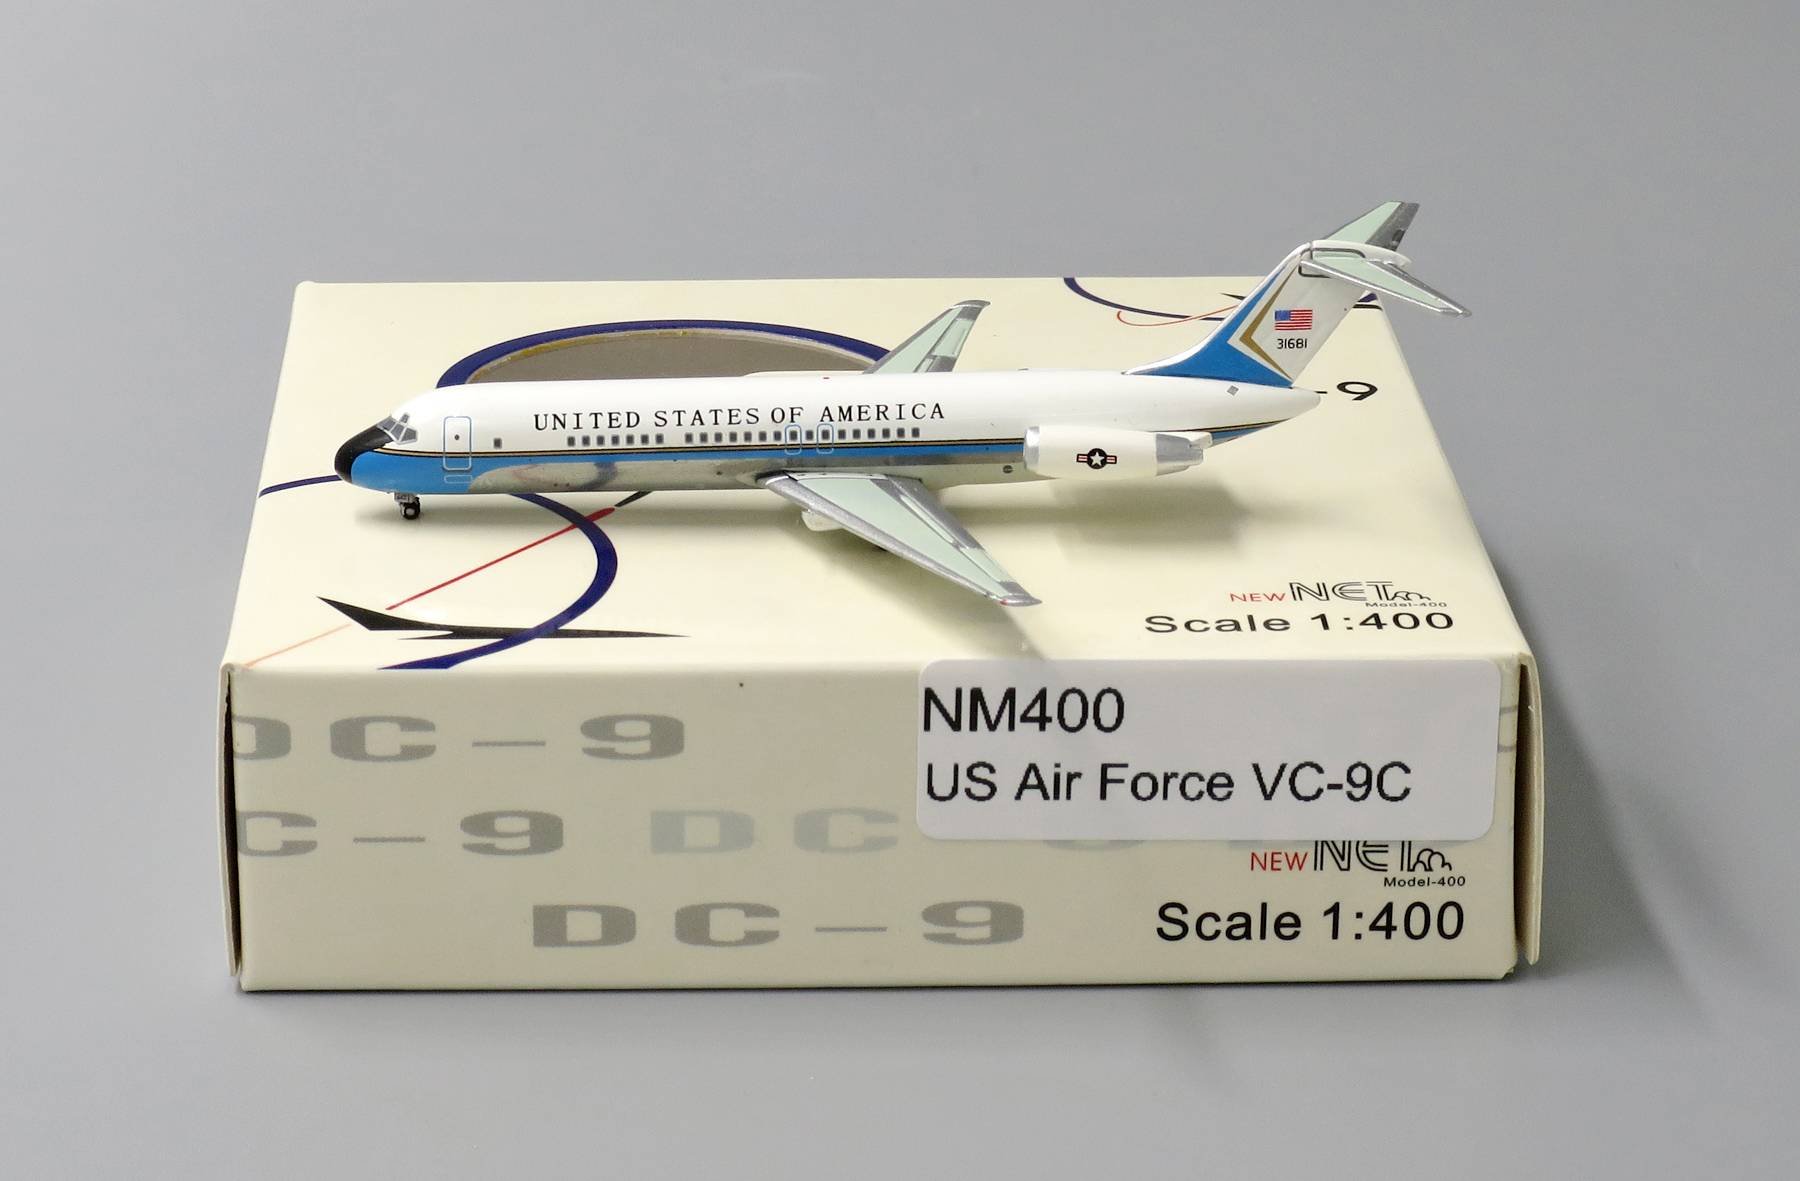 UNITED STATES OF AMERICA
31681
-9
NEW NET
Model-400
Scale 1:400
NM400
US Air Force VC-9C
DC-9
C-9 DC
DC-9
NEW NET
Model-400
Scale 1:400